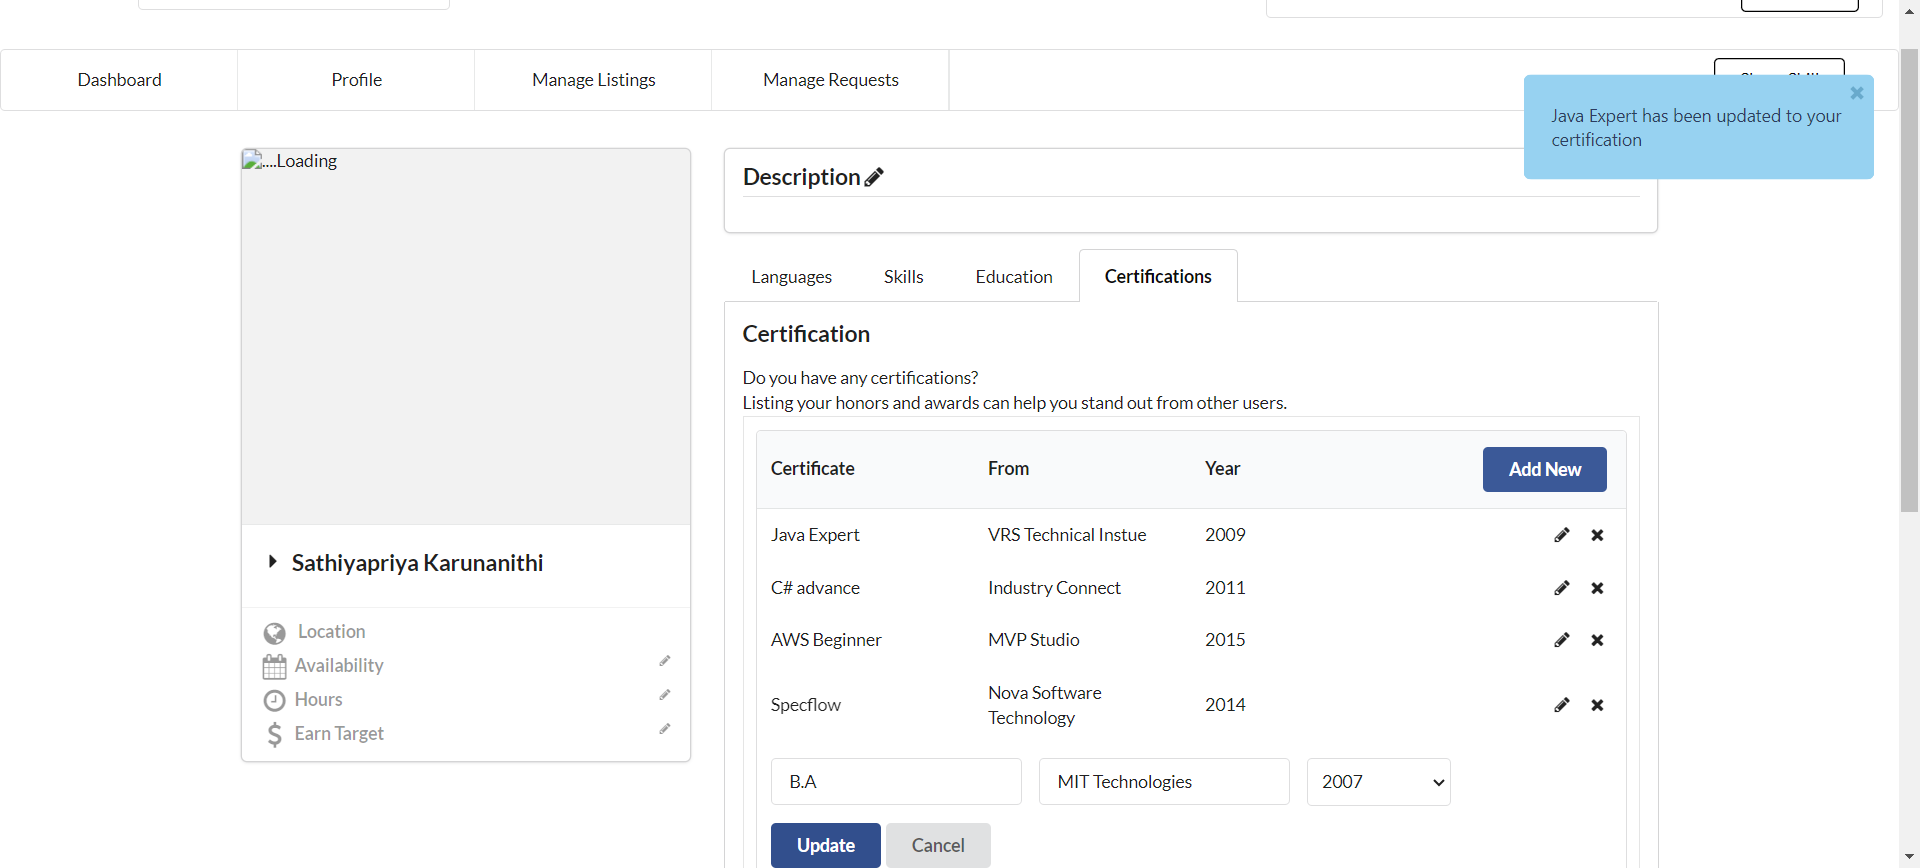 Dashboard
Profile
Manage Listings
Manage Requests
Java Expert has been updated to your
certification
....Loading
Description
Languages
Skills
Education
Certifications
Certification
Do you have any certifications?
Listing your honors and awards can help you stand out from other users.
Certificate From Year Add New
Java Expert VRS Technical Instue 2009
C# advance Industry Connect 2011
AWS Beginner MVP Studio 2015
Specflow Nova Software
Technology 2014
B.A MIT Technologies 2007
Update Cancel
Sathiyapriya Karunanithi
Location
Availability
Hours
Earn Target